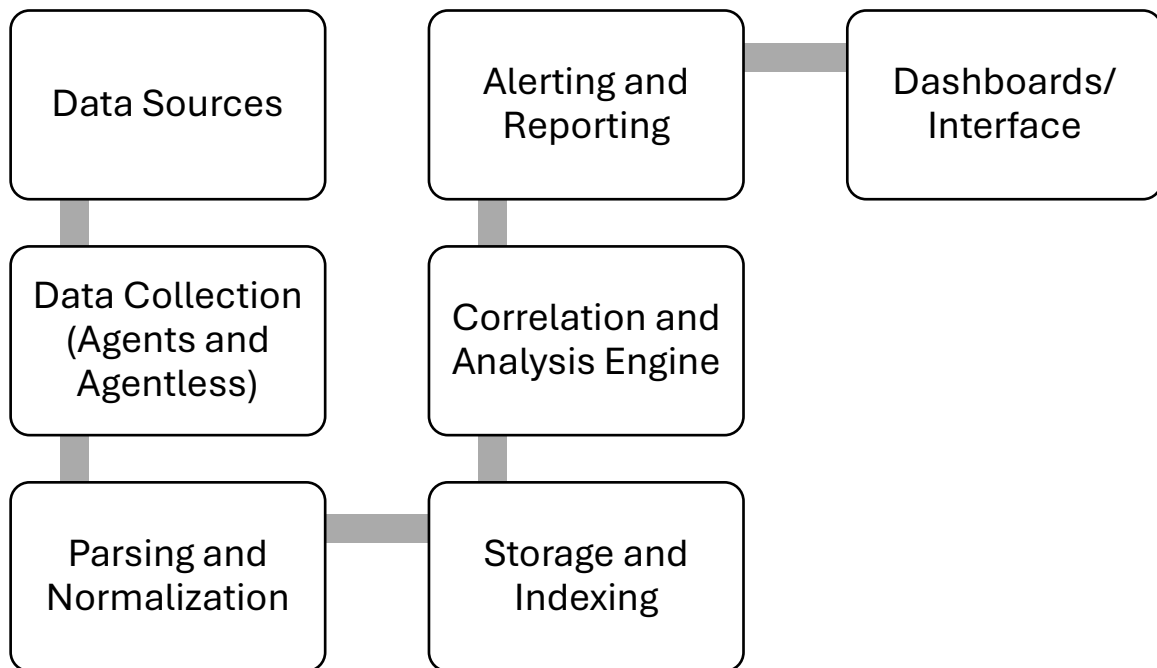 Data Sources
Data Collection
(Agents and
Agentless)
Parsing and
Normalization
Storage and
Indexing
Correlation and
Analysis Engine
Alerting and
Reporting
Dashboards/
Interface